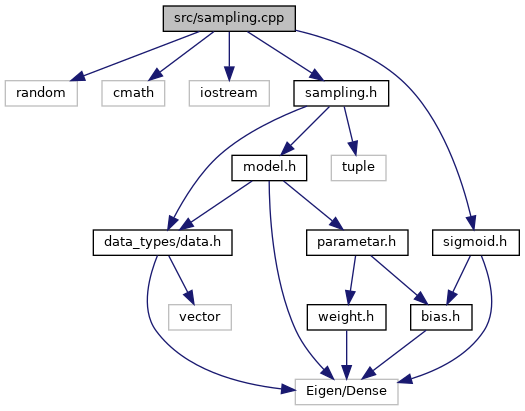 src/sampling.cpp
random
cmath
iostream
sampling.h
model.h
tuple
data_types/data.h
parametar.h
sigmoid.h
vector
weight.h
bias.h
Eigen/Dense